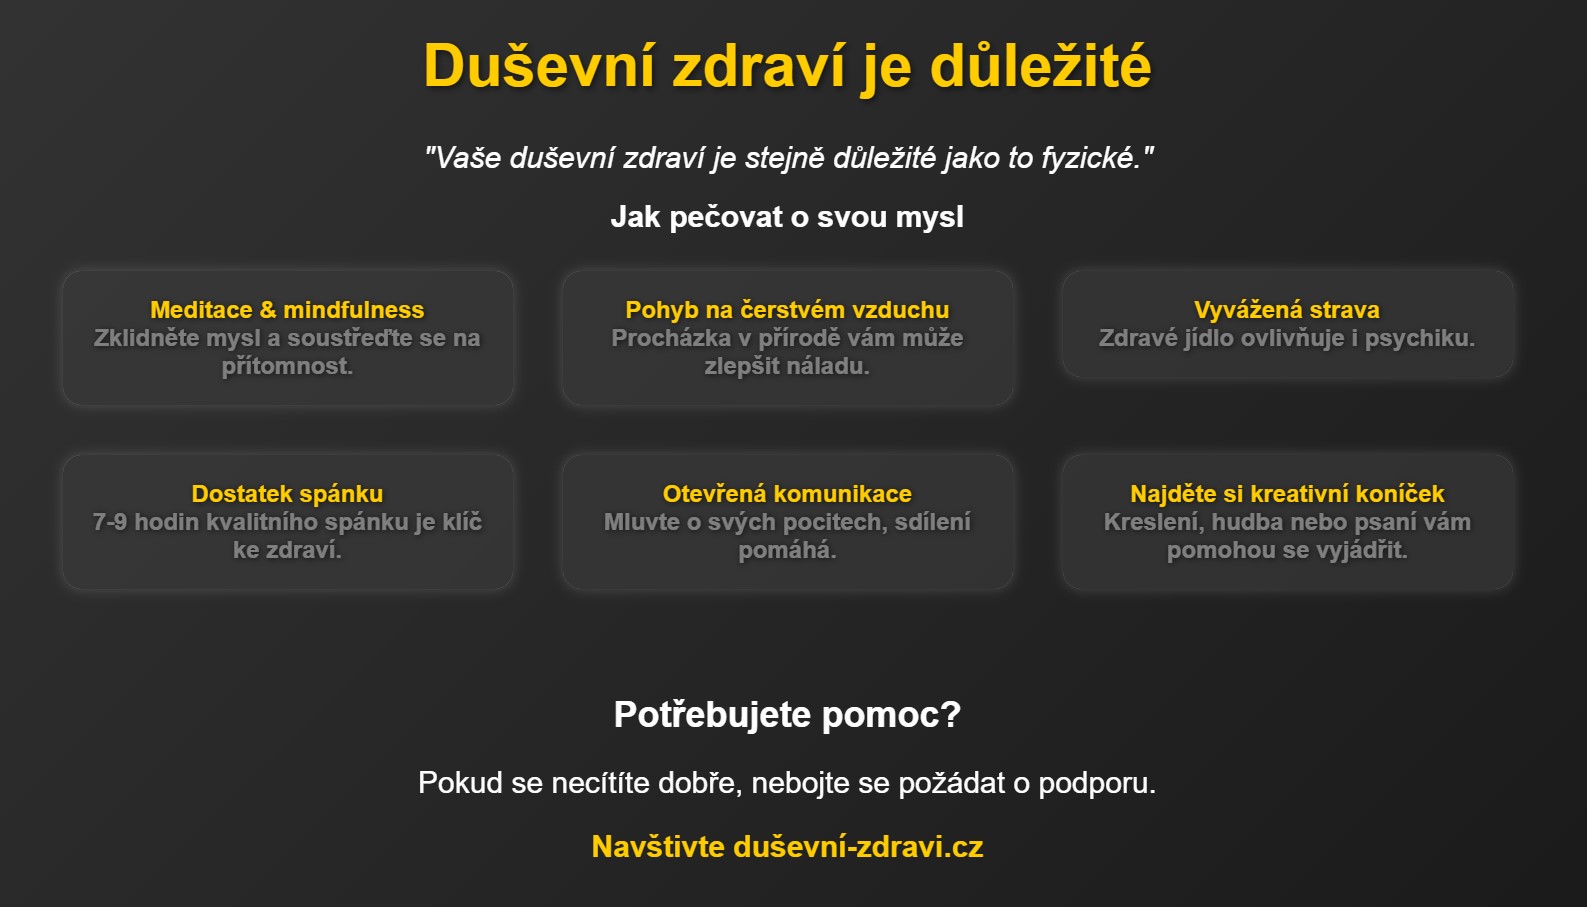 Duševní zdraví je důležité
"Vaše duševní zdraví je stejně důležité jako to fyzické."
Jak pečovat o svou mysl
Meditace & mindfulness
Zklidněte mysl a soustřeďte se na
přítomnost.
Pohyb na čerstvém vzduchu
Procházka v přírodě vám může
zlepšit náladu.
Vyvážená strava
Zdravé jídlo ovlivňuje i psychiku.
Dostatek spánku
7-9 hodin kvalitního spánku je klíč
ke zdraví.
Otevřená komunikace
Mluvte o svých pocitech, sdílení
pomáhá.
Najděte si kreativní koníček
Kreslení, hudba nebo psaní vám
pomohou se vyjádřit.
Potřebujete pomoc?
Pokud se necítíte dobře, nebojte se požádat o podporu.
Navštivte duševní-zdravi.cz